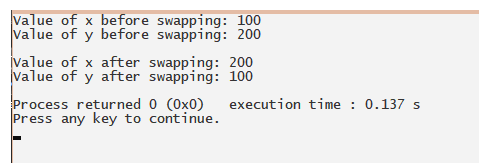 Value of x before swapping: 100
Value of y before swapping: 200
Value of x after swapping: 200
Value of y after swapping: 100
Process returned 0 (0x0)   execution time : 0.137 s
Press any key to continue.